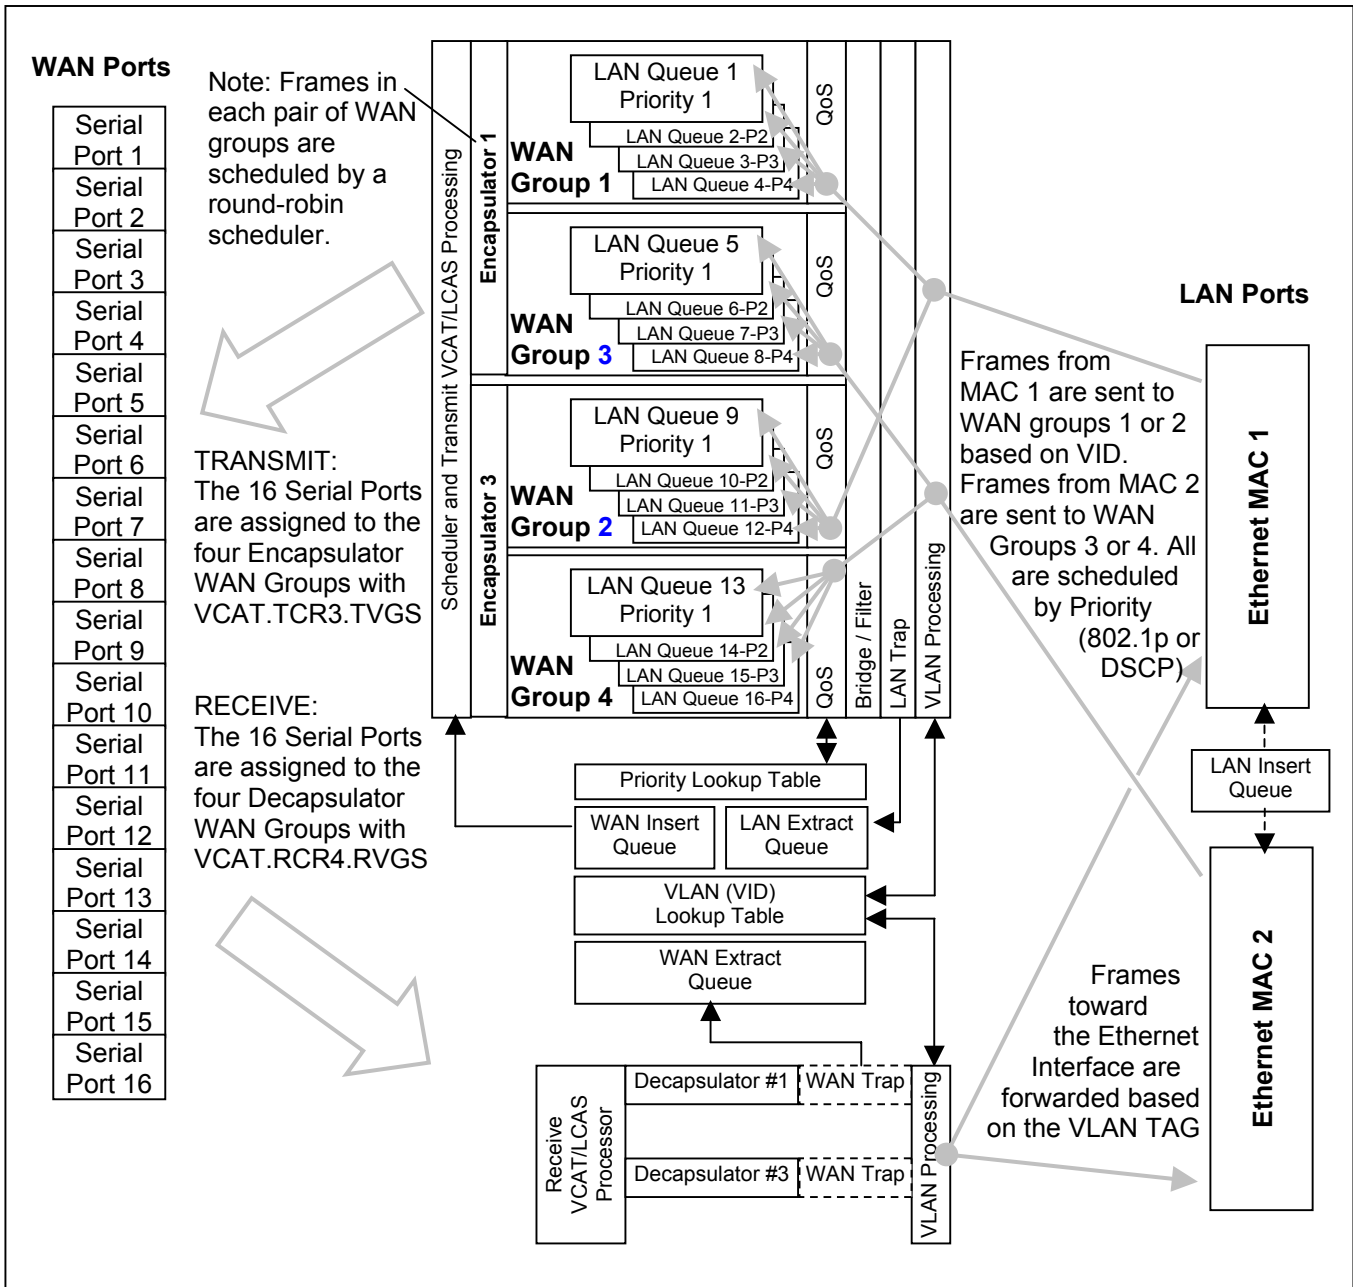 WAN Ports
Serial
Port 1
Serial
Port 2
Serial
Port 3
Serial
Port 4
Serial
Port 5
Serial
Port 6
Serial
Port 7
Serial
Port 8
Serial
Port 9
Serial
Port 10
Serial
Port 11
Serial
Port 12
Serial
Port 13
Serial
Port 14
Serial
Port 15
Serial
Port 16
Note: Frames in
each pair of WAN
groups are
scheduled by a
round-robin
scheduler.
TRANSMIT:
The 16 Serial Ports
are assigned to the
four Encapsulator
WAN Groups with
VCAT.TCR3.TVGS
RECEIVE:
The 16 Serial Ports
are assigned to the
four Decapsulator
WAN Groups with
VCAT.RCR4.RVGS
Scheduler and Transmit VCAT/LCAS Processing
Encapsulator 1
Encapsulator 3
WAN
Group 1
LAN Queue 1
Priority 1
LAN Queue 2-P2
LAN Queue 3-P3
LAN Queue 4-P4
QoS
WAN
Group 3
LAN Queue 5
Priority 1
LAN Queue 6-P2
LAN Queue 7-P3
LAN Queue 8-P4
QoS
WAN
Group 2
LAN Queue 9
Priority 1
LAN Queue 10-P2
LAN Queue 11-P3
LAN Queue 12-P4
QoS
WAN
Group 4
LAN Queue 13
Priority 1
LAN Queue 14-P2
LAN Queue 15-P3
LAN Queue 16-P4
QoS
Bridge / Filter
LAN Trap
VLAN Processing
Priority Lookup Table
WAN Insert
Queue
LAN Extract
Queue
VLAN (VID)
Lookup Table
WAN Extract
Queue
Receive
VCAT/LCAS
Processor
Decapsulator #1
WAN Trap
Decapsulator #3
WAN Trap
VLAN Processing
LAN Ports
Frames from
MAC 1 are sent to
WAN groups 1 or 2
based on VID.
Frames from MAC 2
are sent to WAN
Groups 3 or 4. All
are scheduled
by Priority
(802.1p or
DSCP)
Ethernet MAC 1
LAN Insert
Queue
Ethernet MAC 2
Frames
toward
the Ethernet
Interface are
forwarded based
on the VLAN TAG